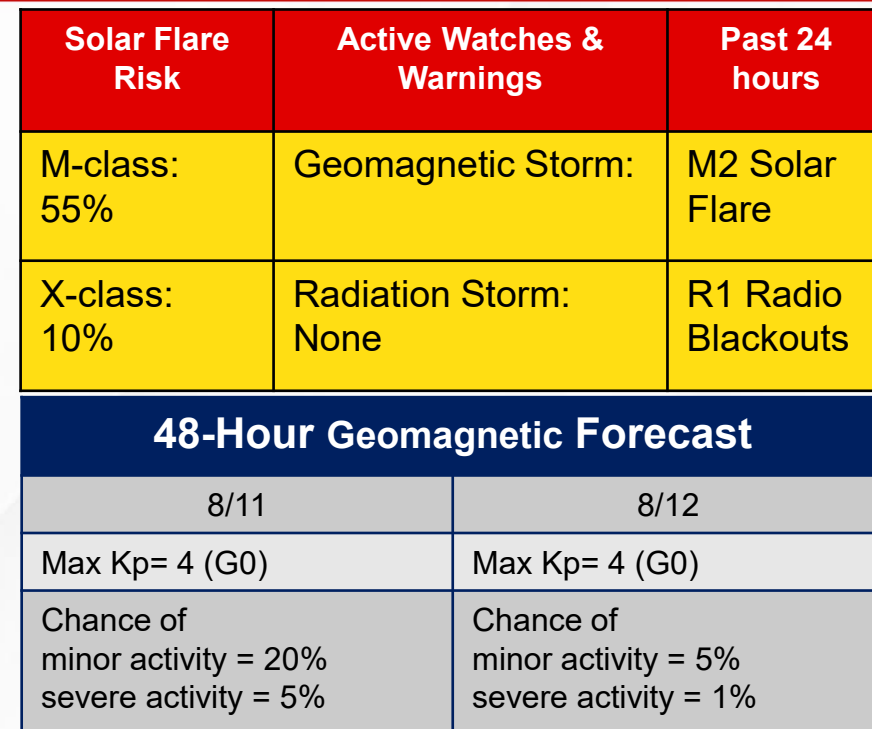 Solar Flare Risk
Active Watches & Warnings
Past 24 hours
M-class: 55%
Geomagnetic Storm:
M2 Solar Flare
X-class: 10%
Radiation Storm: None
R1 Radio Blackouts
48-Hour Geomagnetic Forecast
8/11
8/12
Max Kp= 4 (G0)
Max Kp= 4 (G0)
Chance of
minor activity = 20%
severe activity = 5%
Chance of
minor activity = 5%
severe activity = 1%